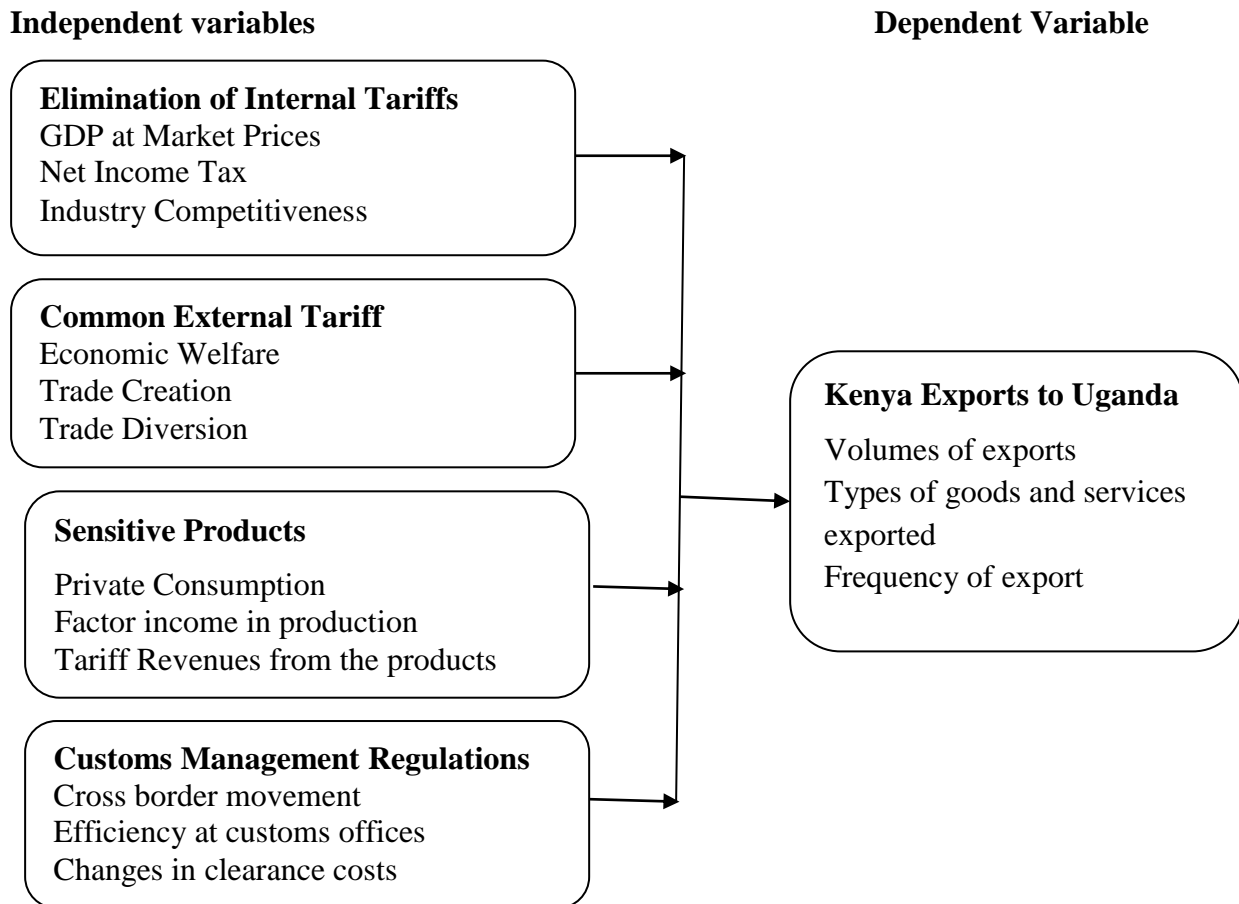 Independent variables
Dependent Variable
Elimination of Internal Tariffs
GDP at Market Prices
Net Income Tax
Industry Competitiveness
Common External Tariff
Economic Welfare
Trade Creation
Trade Diversion
Sensitive Products
Private Consumption
Factor income in production
Tariff Revenues from the products
Customs Management Regulations
Cross border movement
Efficiency at customs offices
Changes in clearance costs
Kenya Exports to Uganda
Volumes of exports
Types of goods and services
exported
Frequency of export